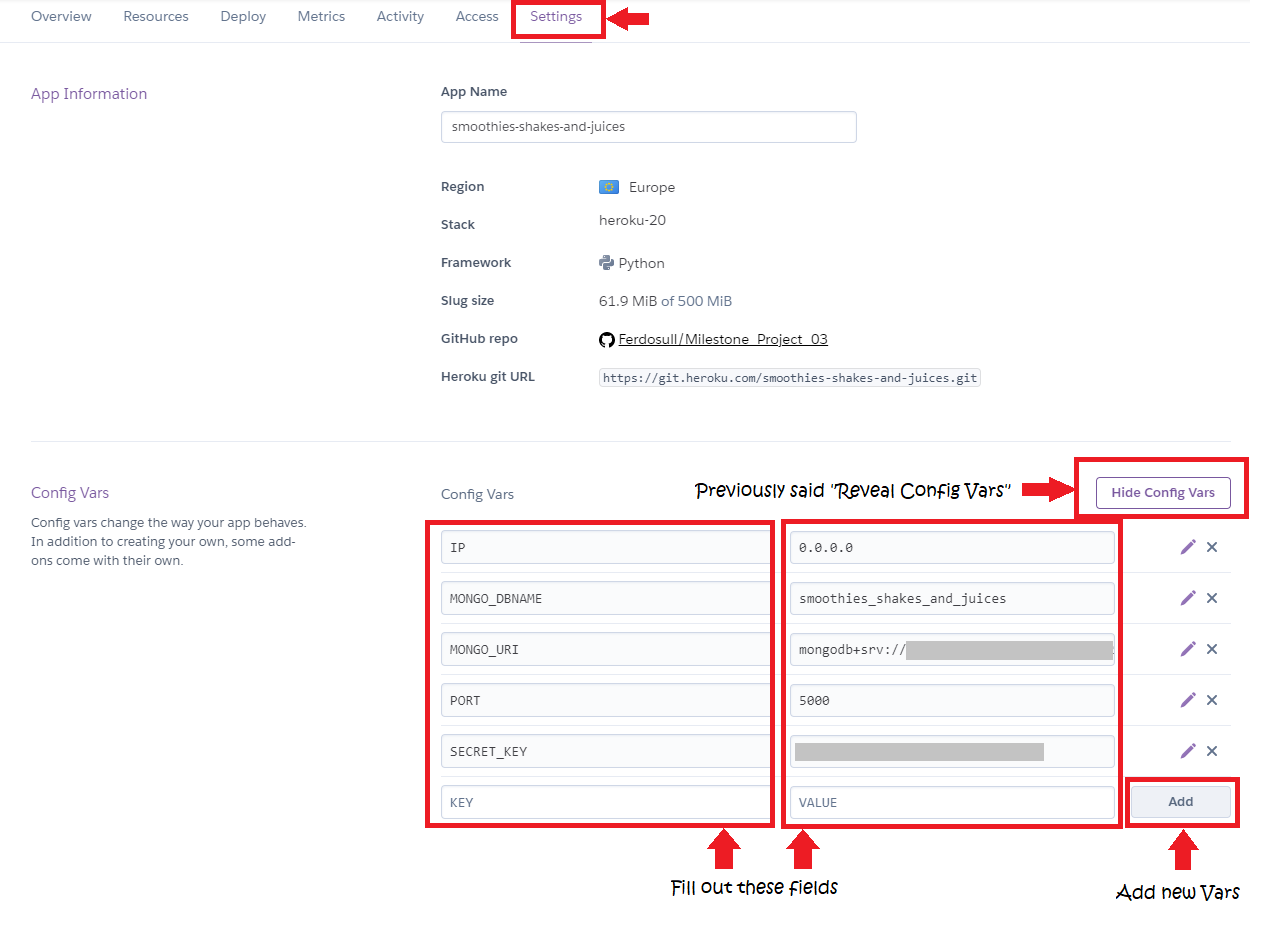 Overview Resources Deploy Metrics Activity Access Settings
App Information
App Name
smoothies-shakes-and-juices
Region Europe
Stack heroku-20
Framework Python
Slug size 61.9 MiB of 500 MiB
GitHub repo Ferdosull/Milestone_Project_03
Heroku git URL https://git.heroku.com/smoothies-shakes-and-juices.git
Config Vars
Config vars change the way your app behaves.
In addition to creating your own, some add-
ons come with their own.
Config Vars
Previously said "Reveal Config Vars"
Hide Config Vars
IP 0.0.0.0
MONGO_DBNAME smoothies_shakes_and_juices
MONGO_URI mongodb+srv://
PORT 5000
SECRET_KEY
KEY VALUE Add
Fill out these fields
Add new Vars